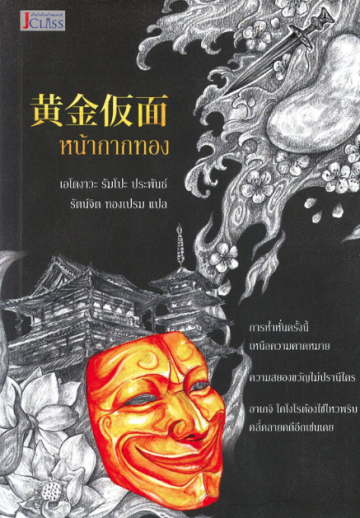 J CLASS
黄金仮面
หน้ากากทอง
เอโดงาวะ รัมโปะ ประพันธ์
รัตน์จิต ทองเปรม แปล
การห้ำหั่นครั้งนี้
เหนือความคาดหมาย
ความสยองขวัญไม่ปรานีใคร
อาเกจิ โคโงโรต้องใช้ไหวพริบ
คลี่คลายคดีอีกเช่นเคย